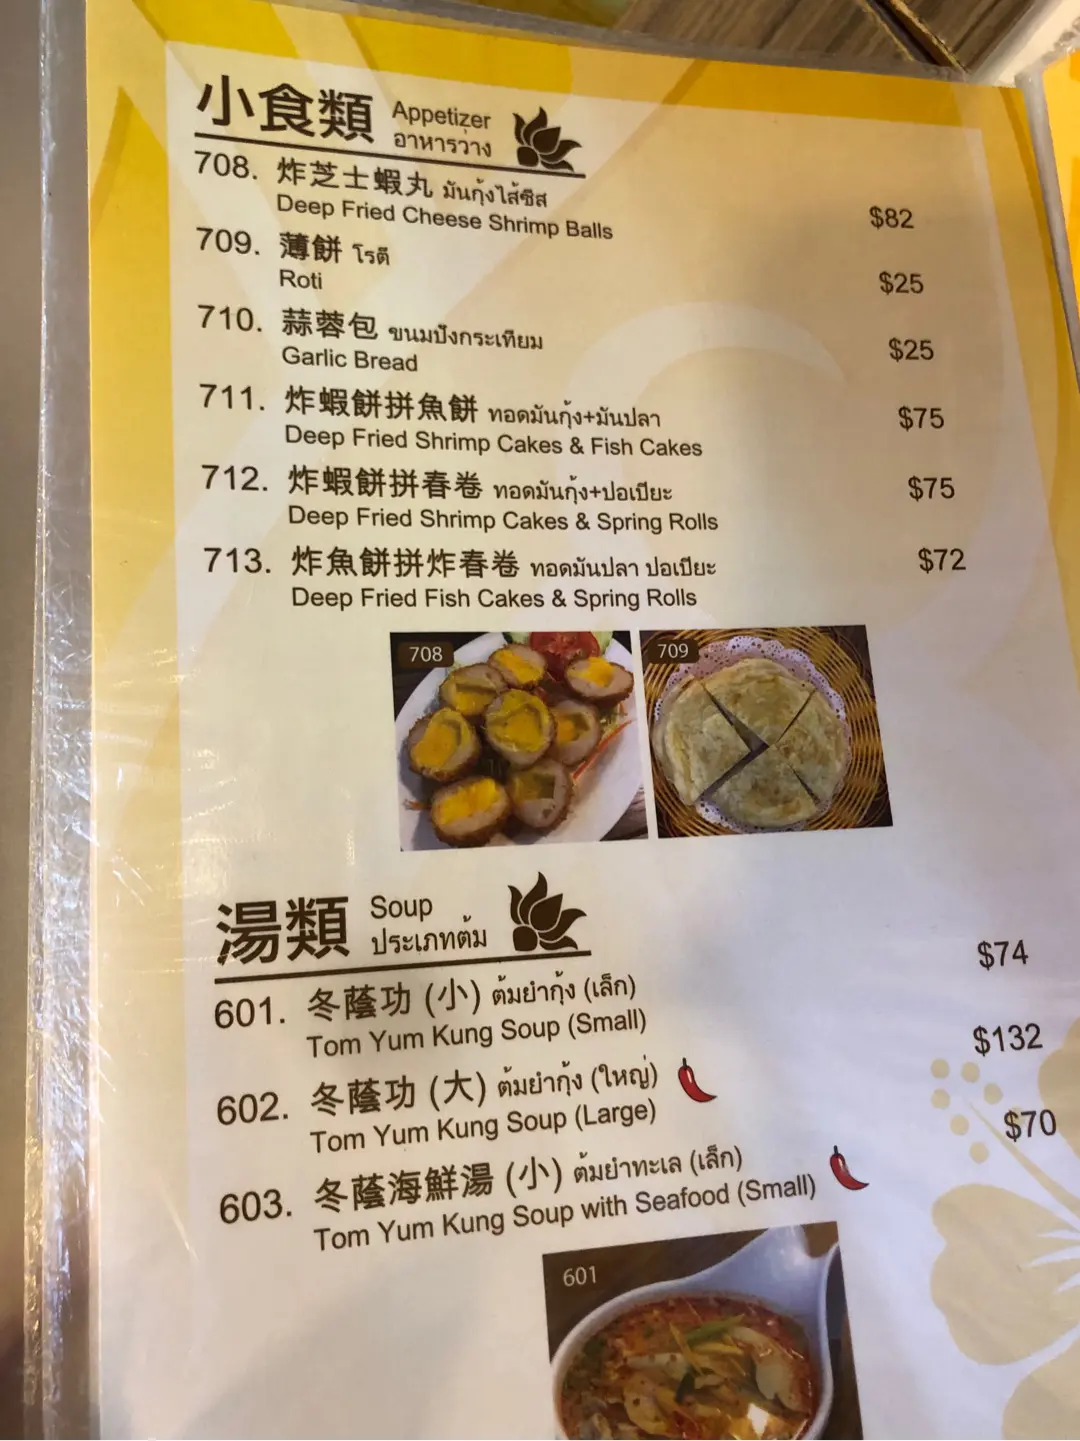 小食類 Appetizer
อาหารว่าง
708. 炸芝士蝦丸 มันกุ้งไส้ชีส
Deep Fried Cheese Shrimp Balls $82
709. 薄餅 โรตี
Roti $25
710. 蒜蓉包 ขนมปังกระเทียม
Garlic Bread $25
711. 炸蝦餅拼魚餅 ทอดมันกุ้ง+มันปลา
Deep Fried Shrimp Cakes & Fish Cakes $75
712. 炸蝦餅拼春卷 ทอดมันกุ้ง+ปอเปียะ
Deep Fried Shrimp Cakes & Spring Rolls $75
713. 炸魚餅拼炸春卷 ทอดมันปลา ปอเปียะ
Deep Fried Fish Cakes & Spring Rolls $72
708
709
湯類 Soup
ประเภทต้ม
601. 冬蔭功 (小) ต้มยำกุ้ง (เล็ก) $74
Tom Yum Kung Soup (Small)
602. 冬蔭功 (大) ต้มยำกุ้ง (ใหญ่) $132
Tom Yum Kung Soup (Large)
603. 冬蔭海鮮湯 (小) ต้มยำทะเล (เล็ก) $70
Tom Yum Kung Soup with Seafood (Small)
601